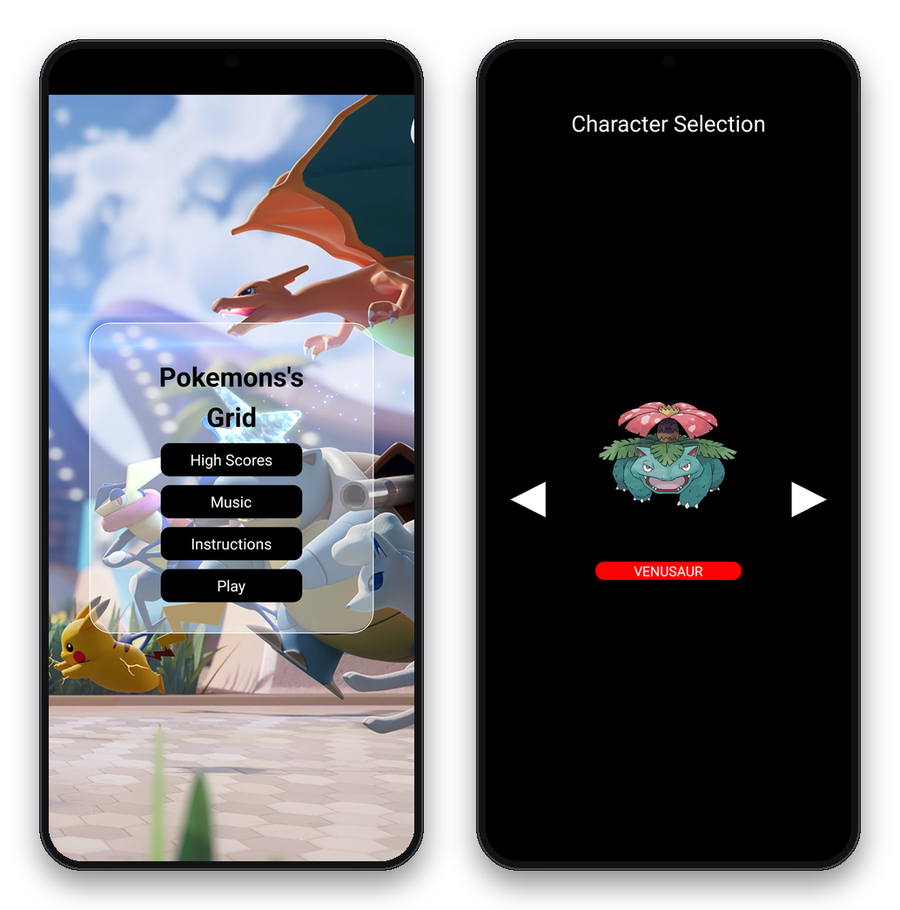 Pokemons's
Grid
High Scores
Music
Instructions
Play
Character Selection
VENUSAUR